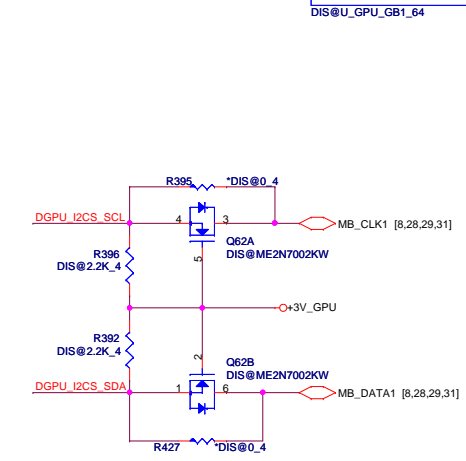 DIS@U_GPU_GB1_64
R395
*DIS@0_4
DGPU_I2CS_SCL
4
3
MB_CLK1 [8,28,29,31]
R396
DIS@2.2K_4
5
Q62A
DIS@ME2N7002KW
+3V_GPU
R392
DIS@2.2K_4
2
Q62B
DIS@ME2N7002KW
DGPU_I2CS_SDA
1
6
MB_DATA1 [8,28,29,31]
R427
*DIS@0_4